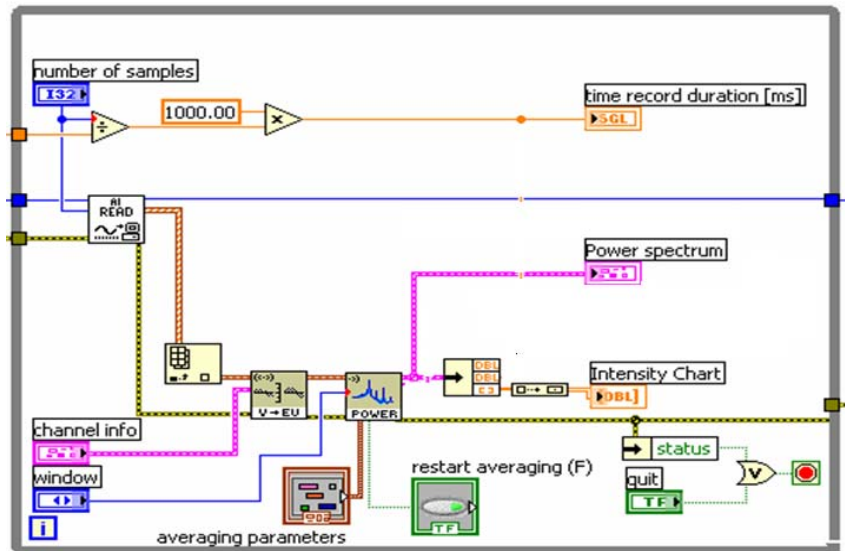 number of samples
I32
1000.00
time record duration [ms]
SGL
AI
READ
Power spectrum
V→EU
POWER
DBL
DBL
Intensity Chart
DBL]
channel info
window
restart averaging (F)
TF
status
quit
TF
V
i
averaging parameters